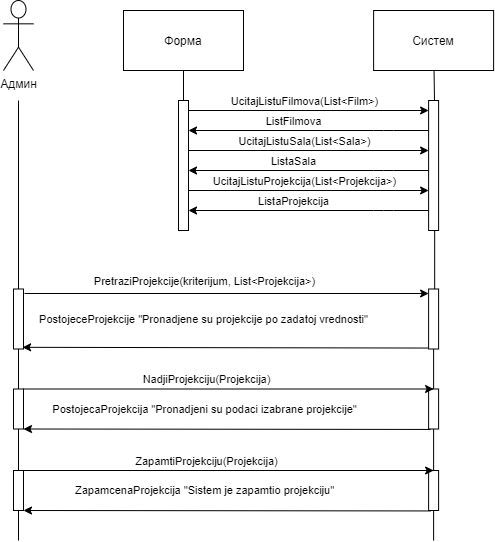 Форма
Систем
Админ
UcitajListuFilmova(List<Film>)
ListFilmova
UcitajListuSala(List<Sala>)
ListaSala
UcitajListuProjekcija(List<Projekcija>)
ListaProjekcija
PretraziProjekcije(kriterijum, List<Projekcija>)
PostojeceProjekcije "Pronadjene su projekcije po zadatoj vrednosti"
NadjiProjekciju(Projekcija)
PostojecaProjekcija "Pronadjeni su podaci izabrane projekcije"
ZapamtiProjekciju(Projekcija)
ZapamcenaProjekcija "Sistem je zapamtio projekciju"